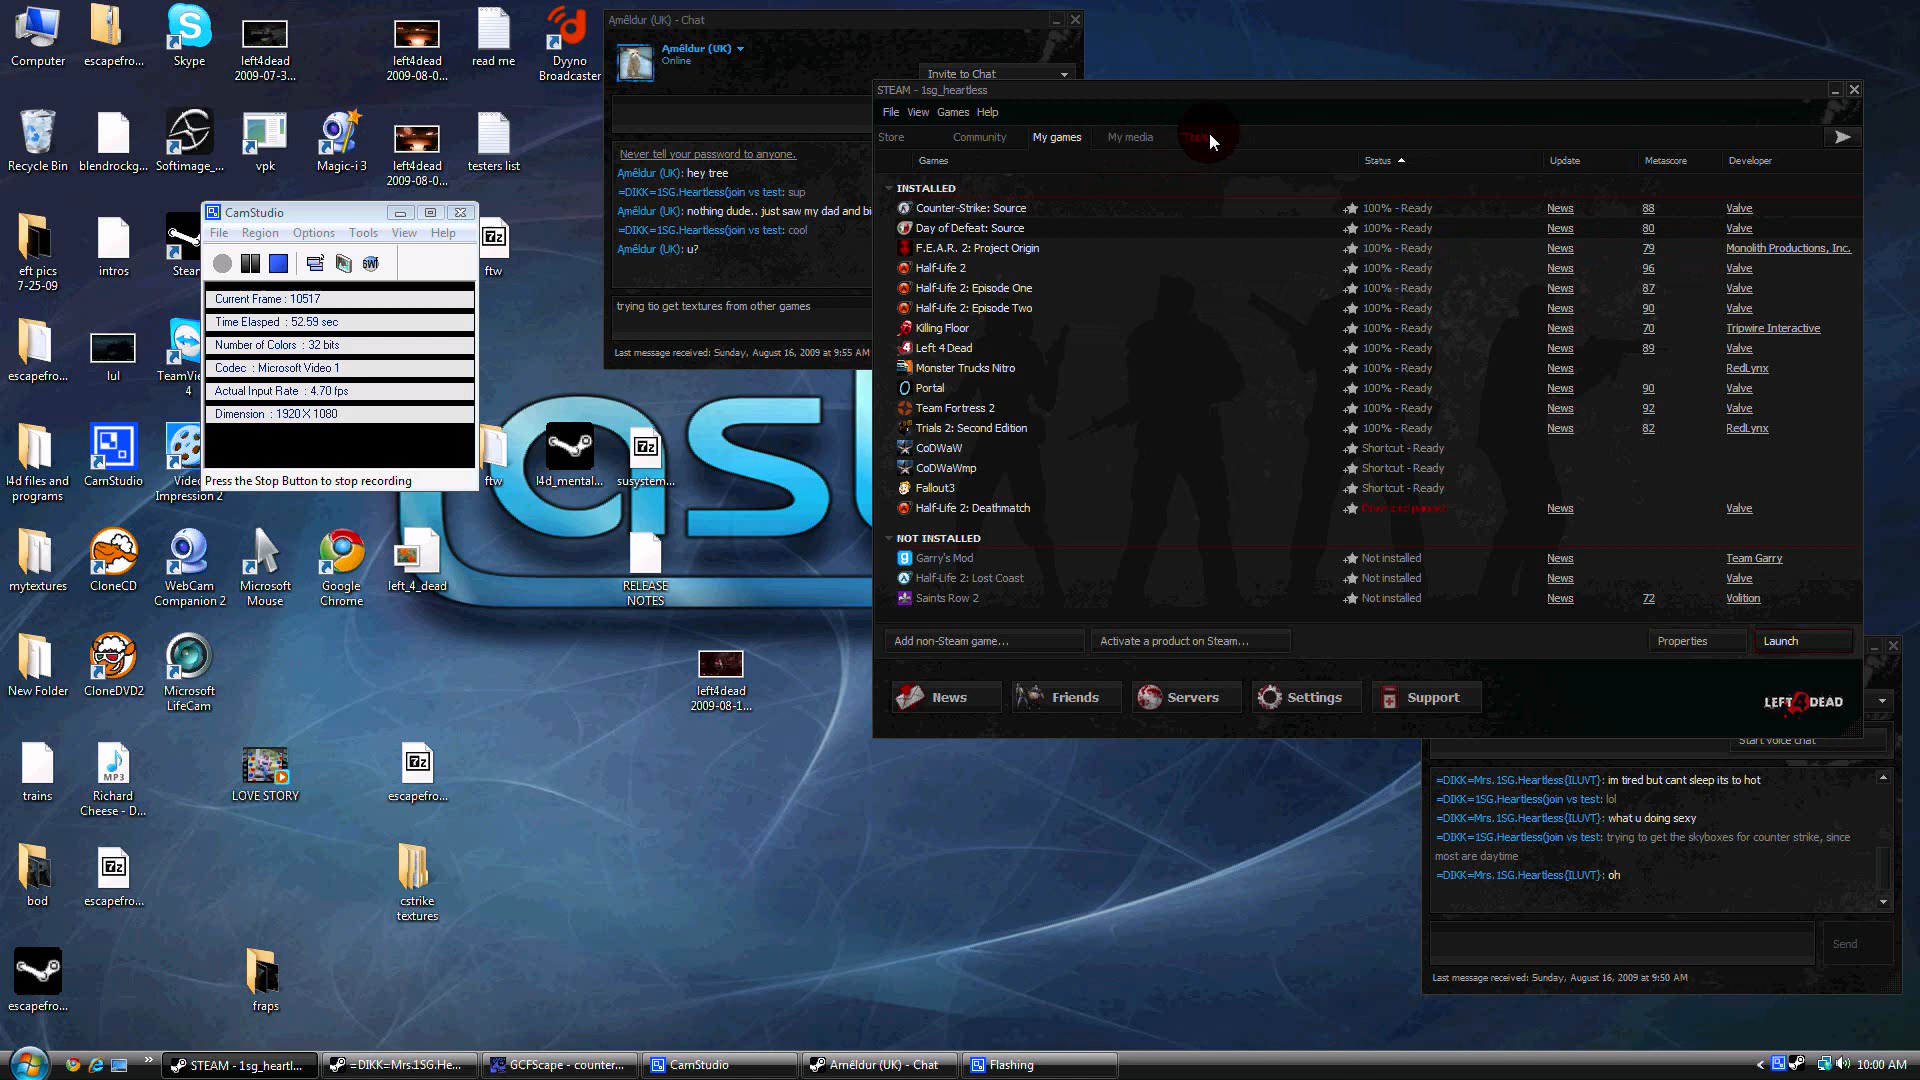 Computer
escapefro...
Skype
left4dead
2009-07-3...
left4dead
2009-08-0...
read me
Dyyno
Broadcaster
Recycle Bin
blendrockg...
Softimage_...
vpk
Magic-i 3
left4dead
2009-08-0...
testers list
eft pics
7-25-09
intros
Steam
ftw
escapefro...
lul
4
l4d files and
programs
CamStudio
Impression 2
ftw
l4d_mental...
susystem...
mytextures
CloneCD
WebCam
Companion 2
Microsoft
Mouse
Google
Chrome
left_4_dead
RELEASE
NOTES
New Folder
CloneDVD2
Microsoft
LifeCam
left4dead
2009-08-1...
trains
MP3
Richard
Cheese - D...
LOVE STORY
7z
escapefro...
bod
7z
escapefro...
cstrike
textures
escapefro...
fraps
CamStudio
File Region Options Tools View Help
Current Frame : 10517
Time Elasped : 52.59 sec
Number of Colors : 32 bits
Codec : Microsoft Video 1
Actual Input Rate : 4.70 fps
Dimension : 1920 X 1080
Press the Stop Button to stop recording
Amêldur (UK) - Chat
Amêldur (UK)
Online
Invite to Chat
Never tell your password to anyone.
Amêldur (UK): hey tree
=DIKK=1SG.Heartless(join vs test: sup
Amêldur (UK): nothing dude.. just saw my dad and bi
=DIKK=1SG.Heartless(join vs test: cool
Amêldur (UK): u?
trying tio get textures from other games
Last message received: Sunday, August 16, 2009 at 9:55 AM
STEAM - 1sg_heartless
File View Games Help
Store Community My games My media
Games Status Update Metascore Developer
INSTALLED
Counter-Strike: Source 100% - Ready News 88 Valve
Day of Defeat: Source 100% - Ready News 80 Valve
F.E.A.R. 2: Project Origin 100% - Ready News 79 Monolith Productions, Inc.
Half-Life 2 100% - Ready News 96 Valve
Half-Life 2: Episode One 100% - Ready News 87 Valve
Half-Life 2: Episode Two 100% - Ready News 90 Valve
Killing Floor 100% - Ready News 70 Tripwire Interactive
Left 4 Dead 100% - Ready News 89 Valve
Monster Trucks Nitro 100% - Ready News RedLynx
Portal 100% - Ready News 90 Valve
Team Fortress 2 100% - Ready News 92 Valve
Trials 2: Second Edition 100% - Ready News 82 RedLynx
CoDWaW Shortcut - Ready
CoDWaWmp Shortcut - Ready
Fallout3 Shortcut - Ready
Half-Life 2: Deathmatch News Valve
NOT INSTALLED
Garry's Mod Not installed News Team Garry
Half-Life 2: Lost Coast Not installed News Valve
Saints Row 2 Not installed News 72 Volition
Add non-Steam game... Activate a product on Steam... Properties Launch
News Friends Servers Settings Support
LEFT 4 DEAD
Start voice chat
=DIKK=Mrs.1SG.Heartless{ILUVT}: im tired but cant sleep its to hot
=DIKK=1SG.Heartless(join vs test: lol
=DIKK=Mrs.1SG.Heartless{ILUVT}: what u doing sexy
=DIKK=1SG.Heartless(join vs test: trying to get the skyboxes for counter strike, since
most are daytime
=DIKK=Mrs.1SG.Heartless{ILUVT}: oh
Send
Last message received: Sunday, August 16, 2009 at 9:50 AM
STEAM - 1sg_heartl...
=DIKK=Mrs.1SG.He...
GCFScape - counter...
CamStudio
Amêldur (UK) - Chat
Flashing
10:00 AM